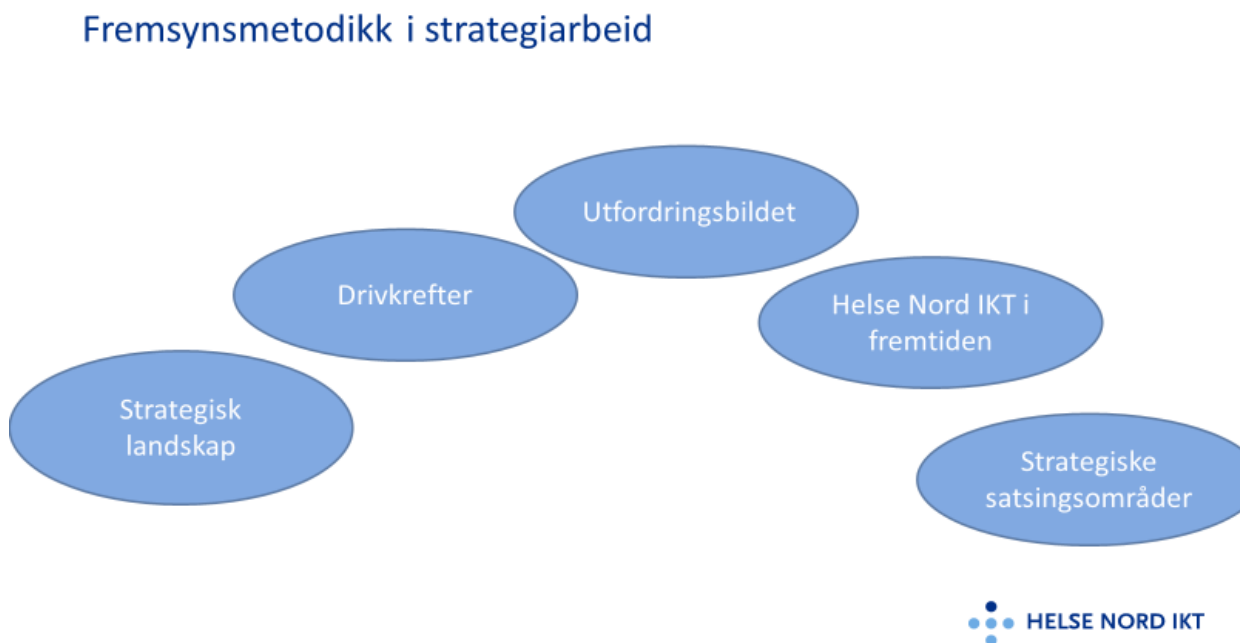 Fremsynsmetodikk i strategiarbeid
Utfordringsbildet
Drivkrefter
Helse Nord IKT i
fremtiden
Strategisk
landskap
Strategiske
satsingsområder
HELSE NORD IKT